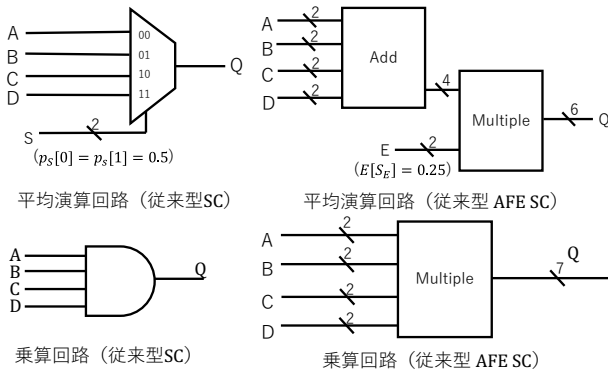 A
B
C
D
00
01
10
11
Q
S
2
(p_S[0] = p_s[1] = 0.5)
平均演算回路（従来型SC）
A
B
C
D
2
2
2
2
Add
4
Multiple
6
Q
E
2
(E[S_E] = 0.25)
平均演算回路（従来型 AFE SC）
A
B
C
D
Q
乗算回路（従来型SC）
A
B
C
D
2
2
2
2
Multiple
7
Q
乗算回路（従来型 AFE SC）